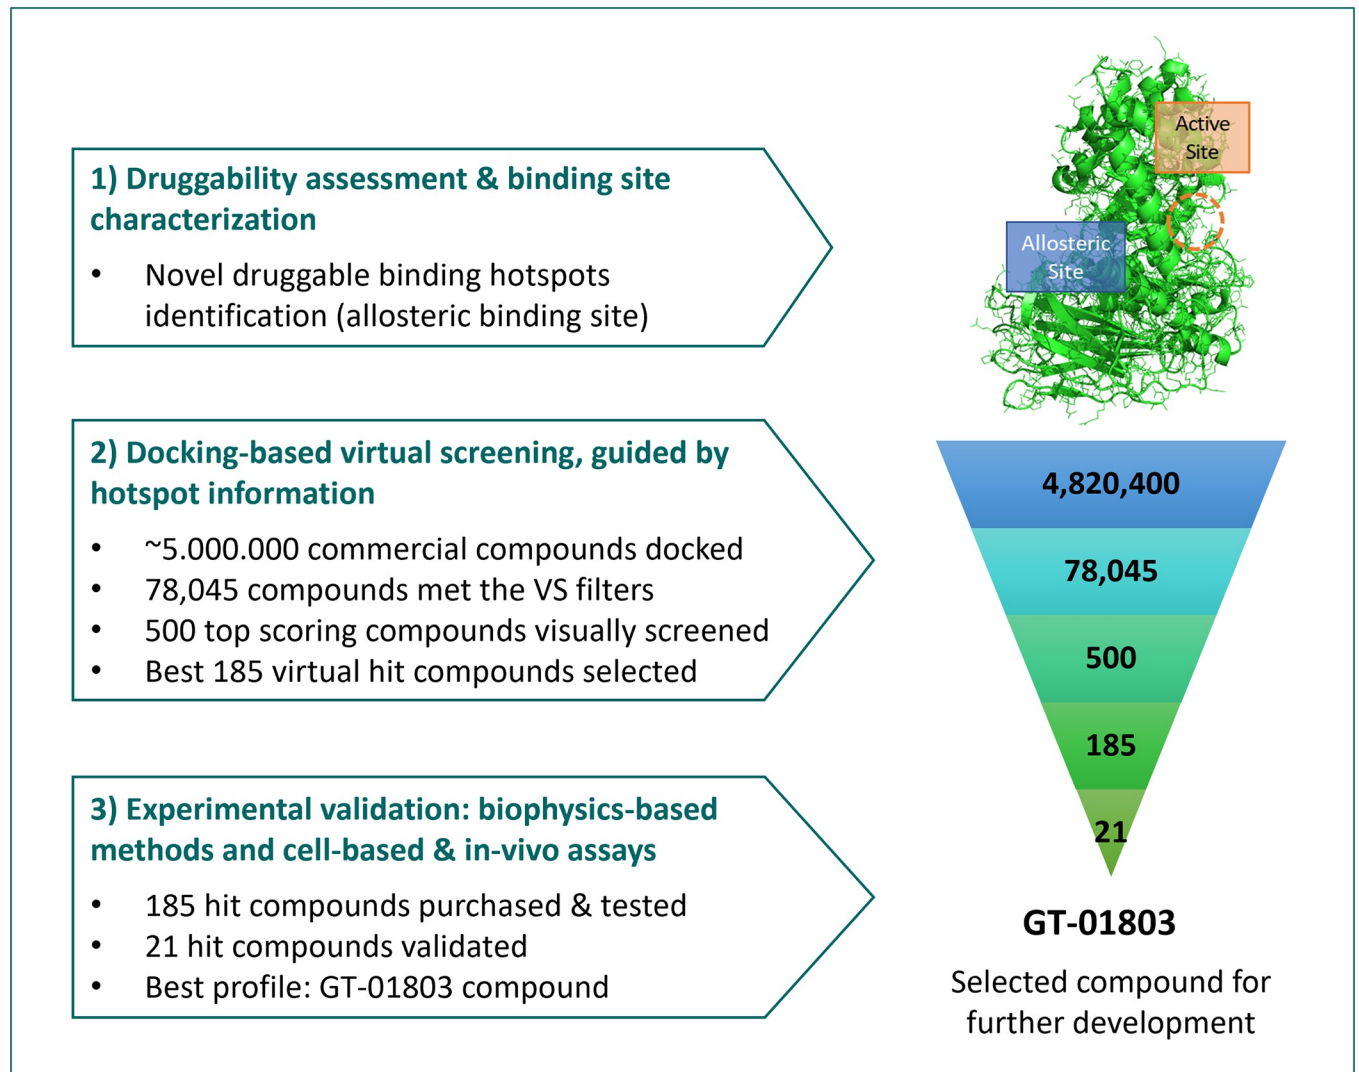 1) Druggability assessment & binding site
characterization
• Novel druggable binding hotspots
identification (allosteric binding site)
Active
Site
Allosteric
Site
2) Docking-based virtual screening, guided by
hotspot information
• ~5.000.000 commercial compounds docked
• 78,045 compounds met the VS filters
• 500 top scoring compounds visually screened
• Best 185 virtual hit compounds selected
4,820,400
78,045
500
185
21
3) Experimental validation: biophysics-based
methods and cell-based & in-vivo assays
• 185 hit compounds purchased & tested
• 21 hit compounds validated
• Best profile: GT-01803 compound
GT-01803
Selected compound for
further development